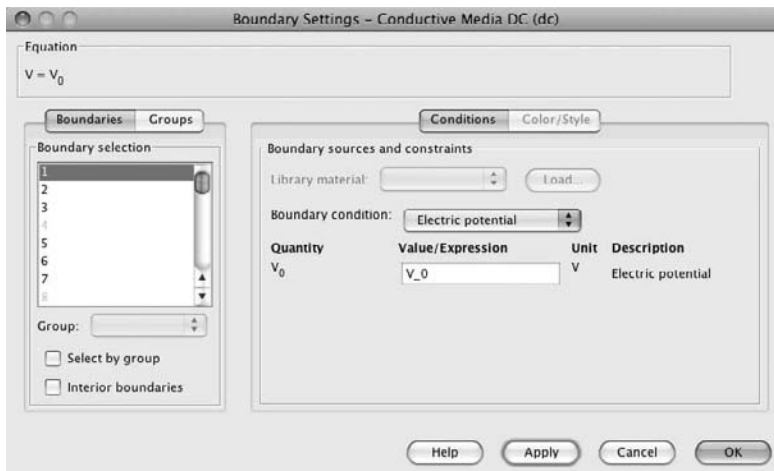 Boundary Settings – Conductive Media DC (dc)
Equation
V = V₀
Boundaries Groups
Boundary selection
1
2
3
4
5
6
7
8
Group:
Select by group
Interior boundaries
Conditions Color/Style
Boundary sources and constraints
Library material: Load...
Boundary condition: Electric potential
Quantity Value/Expression Unit Description
V₀ V_0 V Electric potential
Help Apply Cancel OK